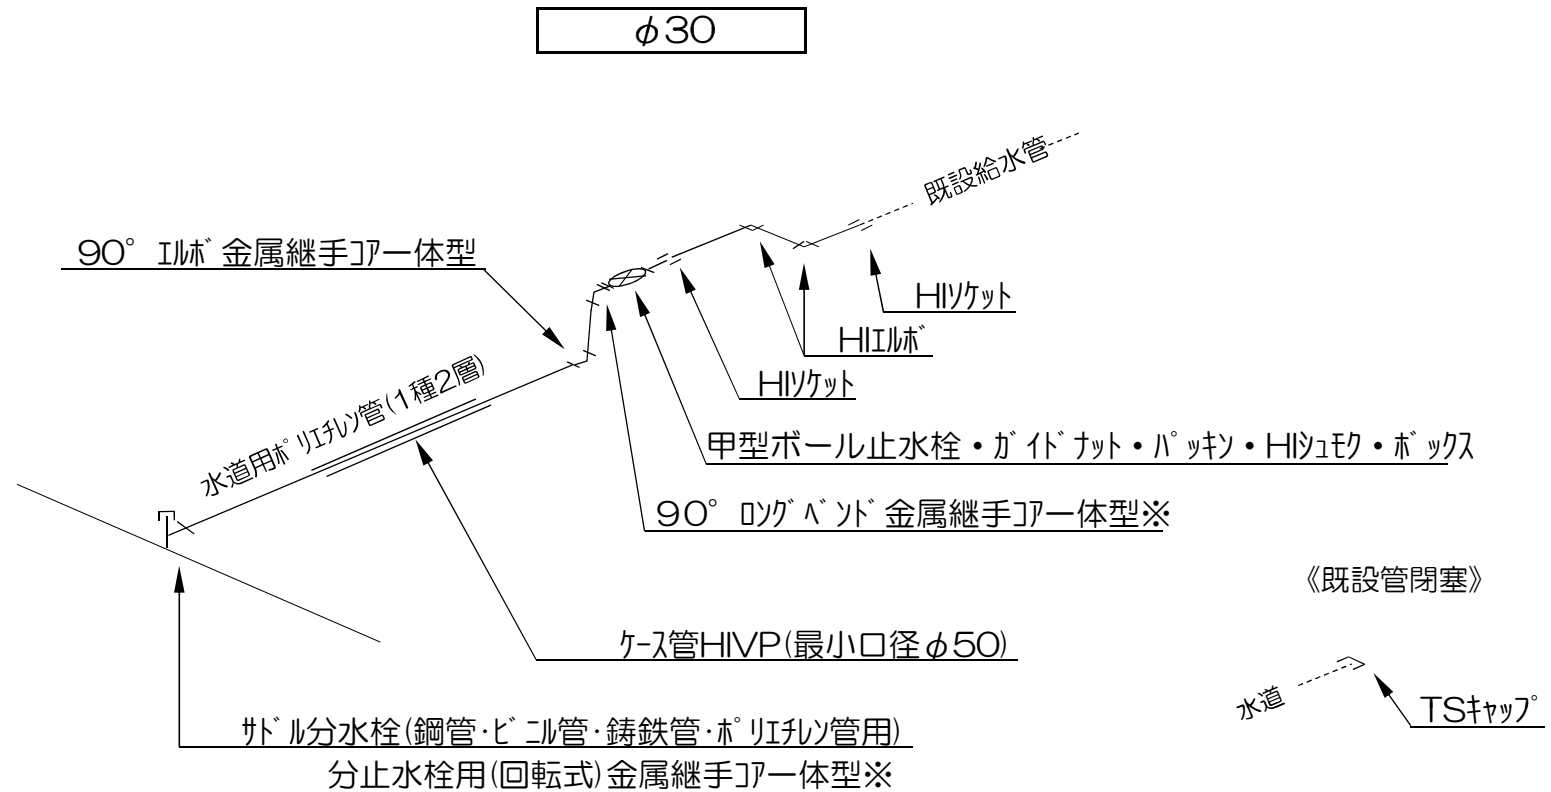 φ30
既設給水管
90° ｴﾙﾎﾞ金属継手ｺｱ一体型
HIｿｹｯﾄ
HIｴﾙﾎﾞ
HIｿｹｯﾄ
水道用ﾎﾟﾘｴﾁﾚﾝ管(1種2層)
甲型ボール止水栓・ｶﾞｲﾄﾞﾅｯﾄ・ﾊﾟｯｷﾝ・HIｼｭﾓｸ・ﾎﾞｯｸｽ
90° ﾛﾝｸﾞﾍﾞﾝﾄﾞ金属継手ｺｱ一体型※
《既設管閉塞》
ｹｰｽ管HIVP(最小口径φ50)
水道
TSｷｬｯﾌﾟ
ｻﾄﾞﾙ分水栓(鋼管･ﾋﾞﾆﾙ管･鋳鉄管･ﾎﾟﾘｴﾁﾚﾝ管用)
分止水栓用(回転式)金属継手ｺｱ一体型※